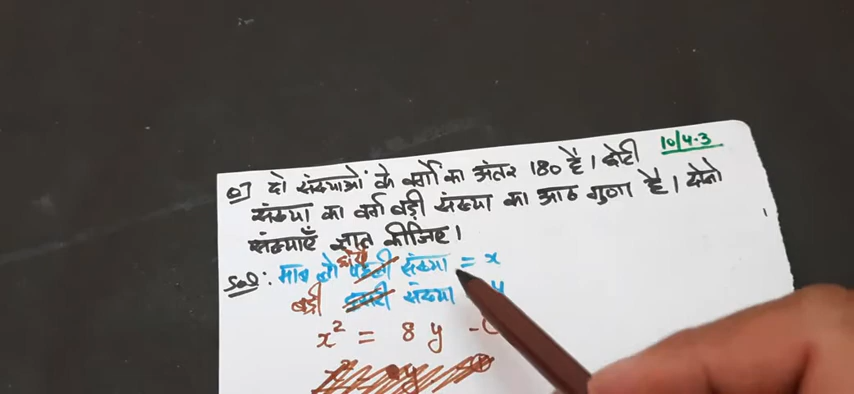 10/4.3
Q] दो संख्याओं के वर्गों का अंतर 180 है। छोटी
संख्या का वर्ग बड़ी संख्या का आठ गुणा है। दोनों
संख्याएँ ज्ञात कीजिए।
Sol: मान लो छोटी संख्या = x
बड़ी संख्या y
x² = 8 y -